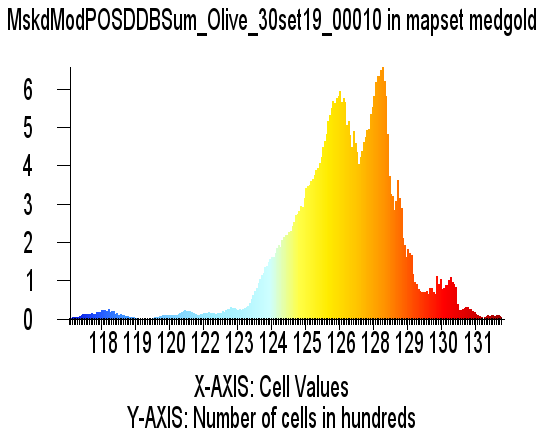 MskdModPOSDDBSum_Olive_30set19_00010 in mapset medgold
6
5
4
3
2
1
0
118 119 120 122 123 124 125 126 128 129 130 131
X-AXIS: Cell Values
Y-AXIS: Number of cells in hundreds